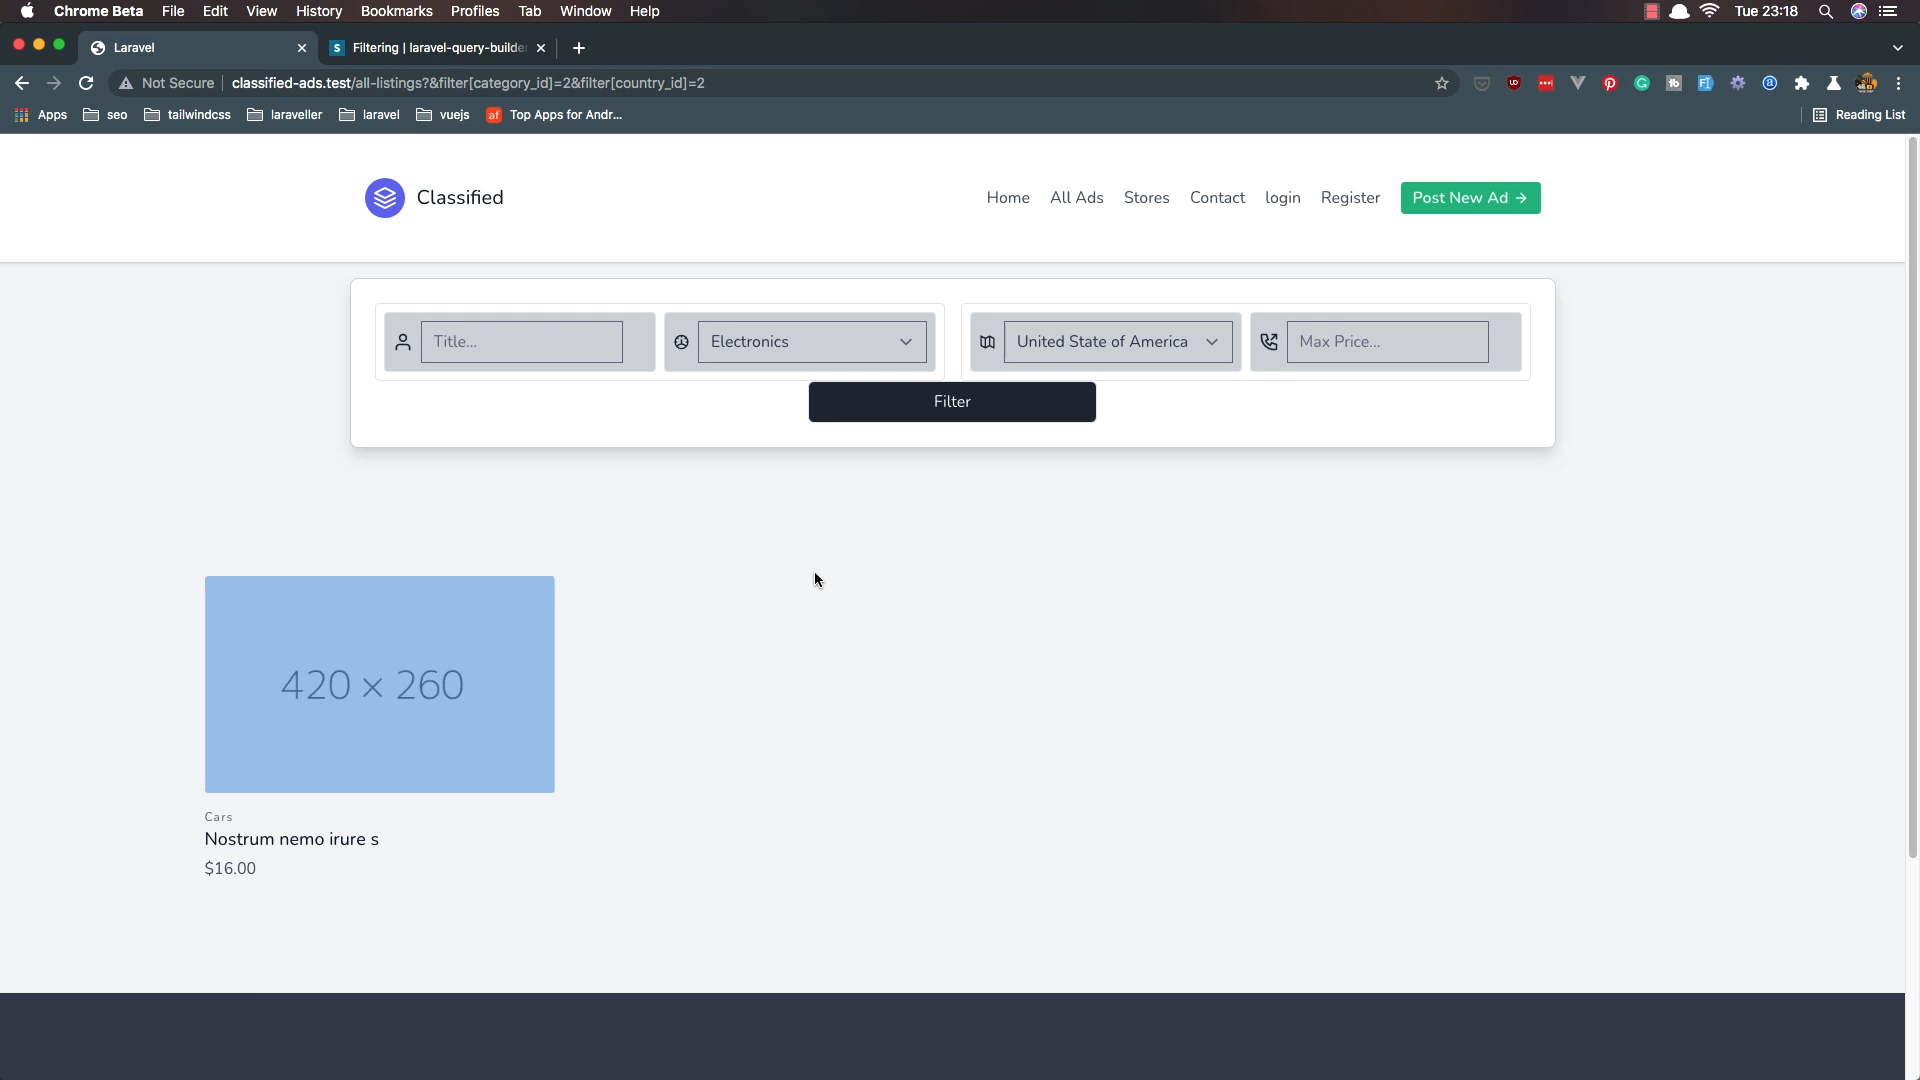 Chrome Beta File Edit View History Bookmarks Profiles Tab Window Help Tue 23:18
Laravel Filtering | laravel-query-builde
Not Secure classified-ads.test/all-listings?&filter[category_id]=2&filter[country_id]=2
Apps seo tailwindcss laraveller laravel vuejs af Top Apps for Andr... Reading List
Classified Home All Ads Stores Contact login Register Post New Ad →
Title... Electronics United State of America Max Price...
Filter
420 × 260
Cars
Nostrum nemo irure s
$16.00